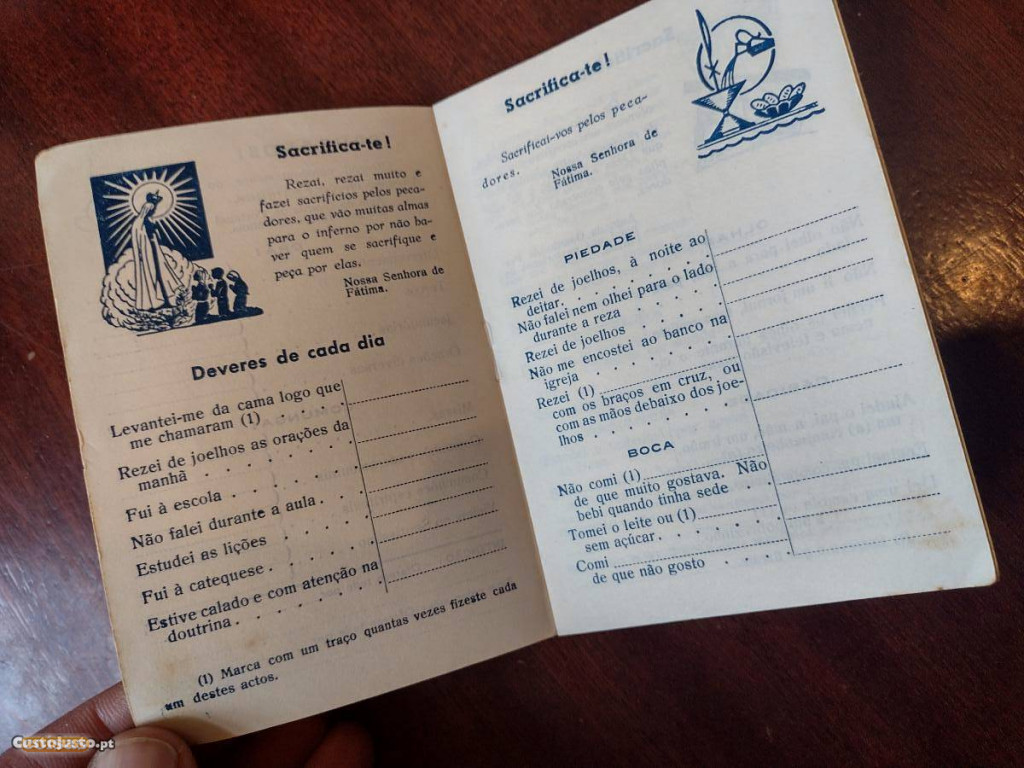 Sacrifica-te!
Rezai, rezai muito e
fazei sacrifícios pelos peca-
dores, que vão muitas almas
para o inferno por não ha-
ver quem se sacrifique e
peça por elas.
Nossa Senhora de
Fátima.
Deveres de cada dia
Levantei-me da cama logo que
me chamaram (1) . . . . .
Rezei de joelhos as orações da
manhã . . . . . . . . .
Fui à escola . . . . . . .
Não falei durante a aula . . . .
Estudei as lições . . . . .
Fui à catequese . . . . . .
Estive calado e com atenção na
doutrina . . . . . . . .
(1) Marca com um traço quantas vezes fizeste cada
um destes actos.
Sacrifica-te!
Sacrificai-vos pelos peca-
dores.
Nossa Senhora de
Fátima.
PIEDADE
Rezei de joelhos, à noite ao
deitar. . . . . . . . .
Não falei nem olhei para o lado
durante a reza . . . . .
Rezei de joelhos . . . . .
Não me encostei ao banco na
igreja . . . . . . . .
Rezei (1)
com os braços em cruz, ou
com as mãos debaixo dos joe-
lhos . . . . . . . .
BOCA
Não comi (1)
de que muito gostava. Não
bebi quando tinha sede . .
Tomei o leite ou (1)
sem açúcar. . . . . . .
Comi
de que não gosto . . . .
CustoJusto.pt